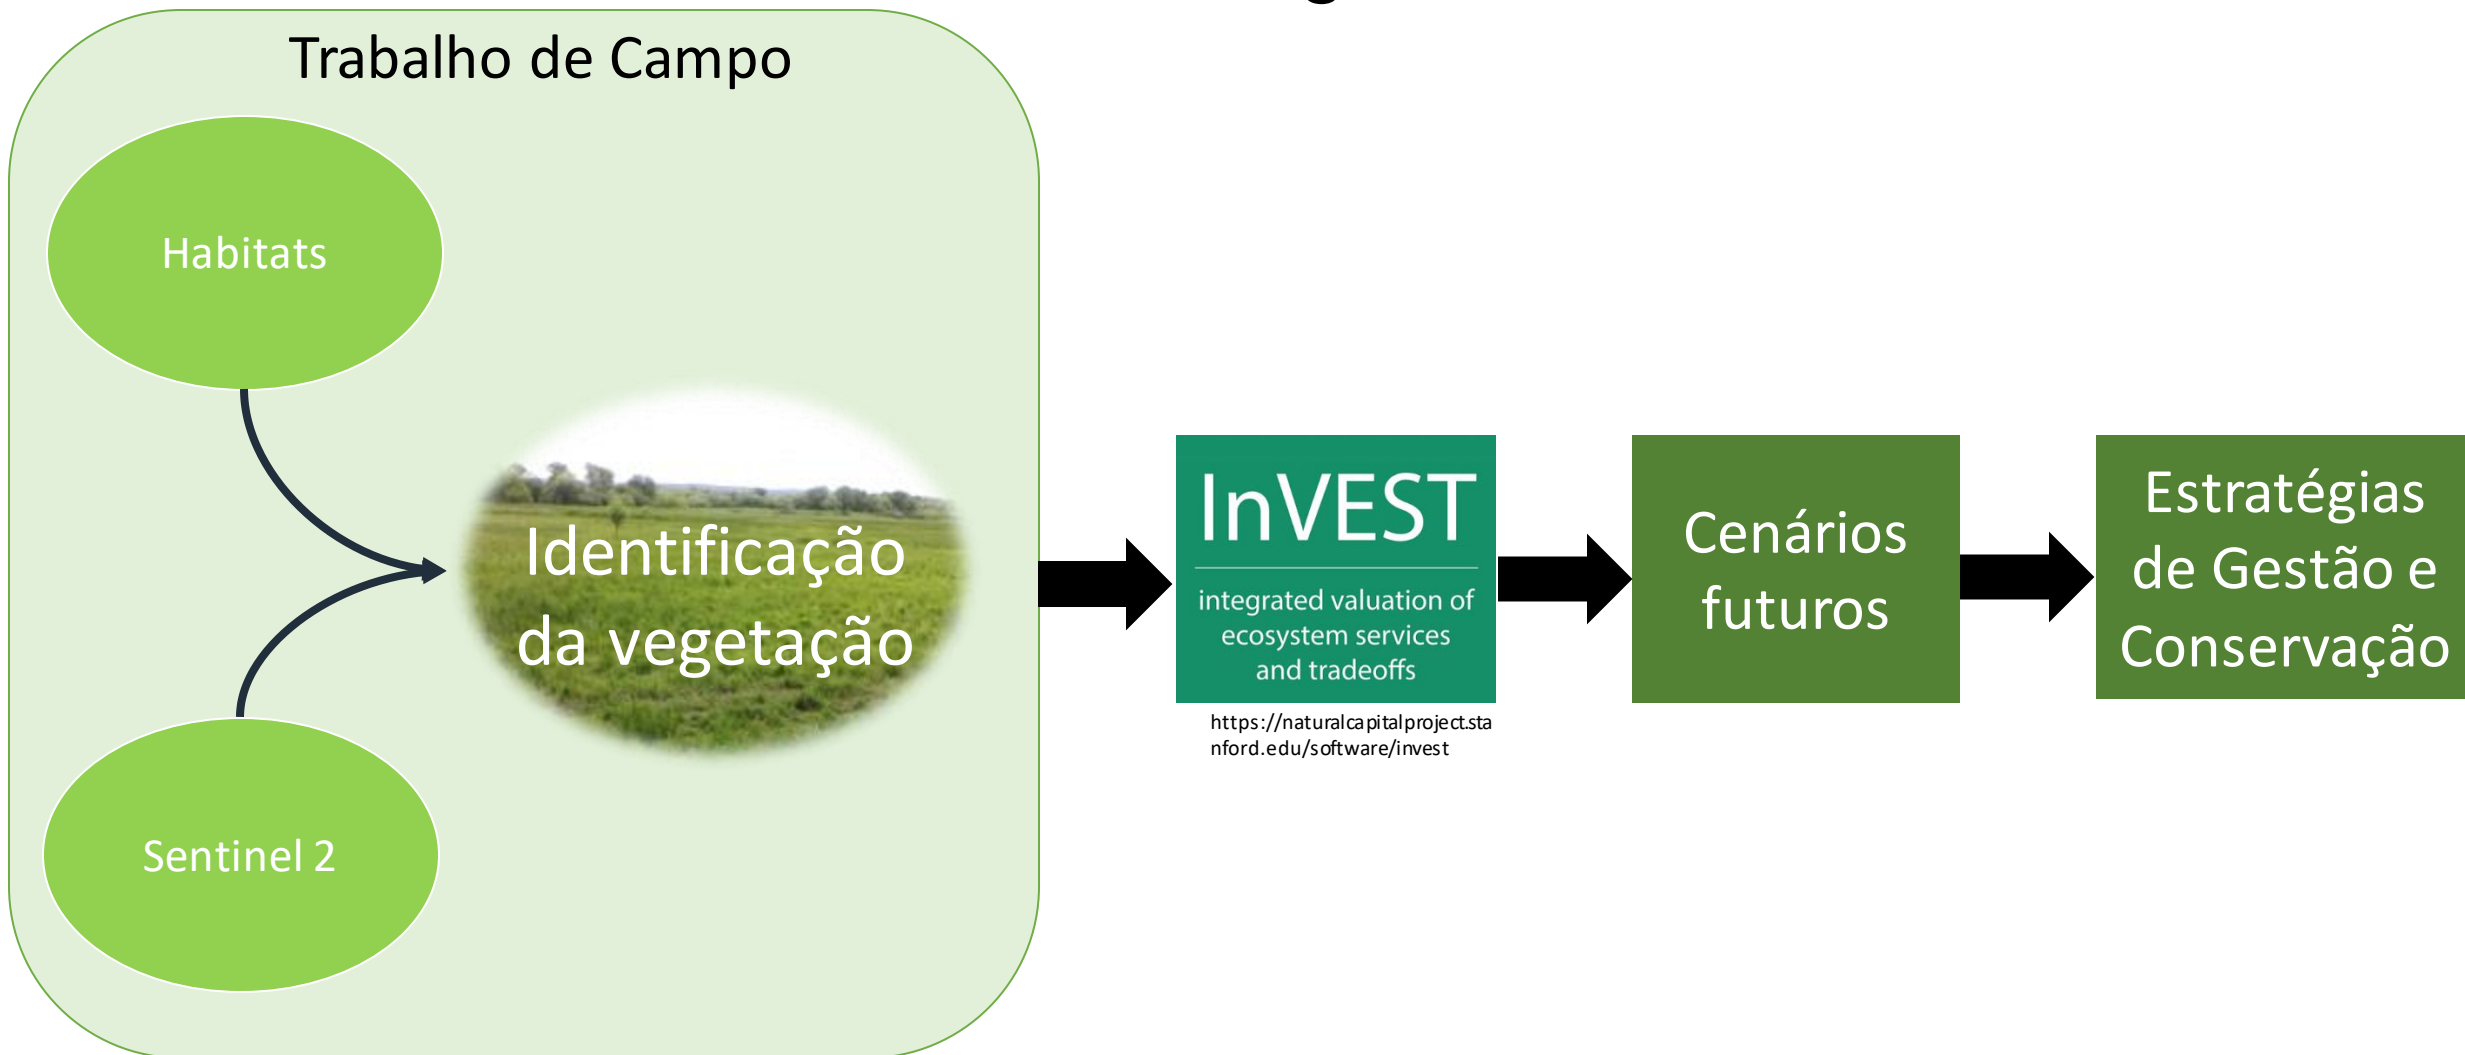 Trabalho de Campo
Habitats
Identificação
da vegetação
Sentinel 2
InVEST
integrated valuation of
ecosystem services
and tradeoffs
https://naturalcapitalproject.sta
nford.edu/software/invest
Cenários
futuros
Estratégias
de Gestão e
Conservação